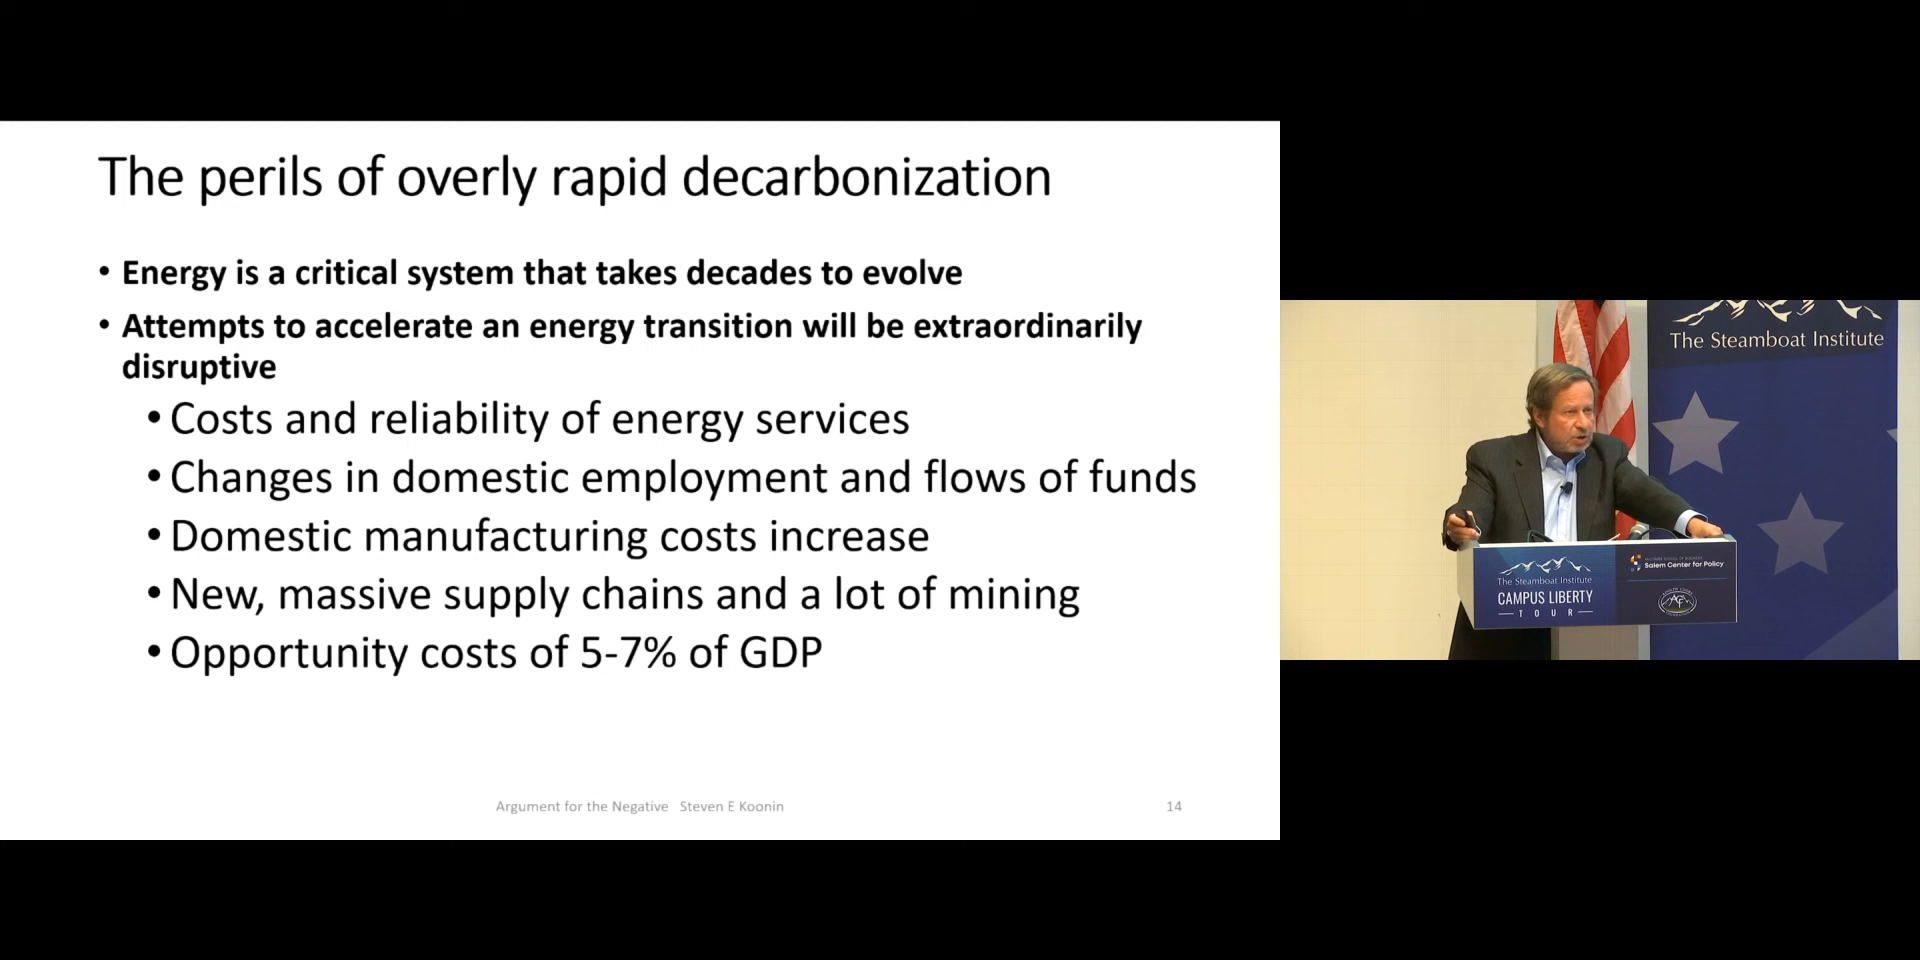 The perils of overly rapid decarbonization
• Energy is a critical system that takes decades to evolve
• Attempts to accelerate an energy transition will be extraordinarily
disruptive
• Costs and reliability of energy services
• Changes in domestic employment and flows of funds
• Domestic manufacturing costs increase
• New, massive supply chains and a lot of mining
• Opportunity costs of 5-7% of GDP
Argument for the Negative Steven E Koonin
14
The Steamboat Institute
The Steamboat Institute
CAMPUS LIBERTY
TOUR
McCOMBS SCHOOL OF BUSINESS
Salem Center for Policy